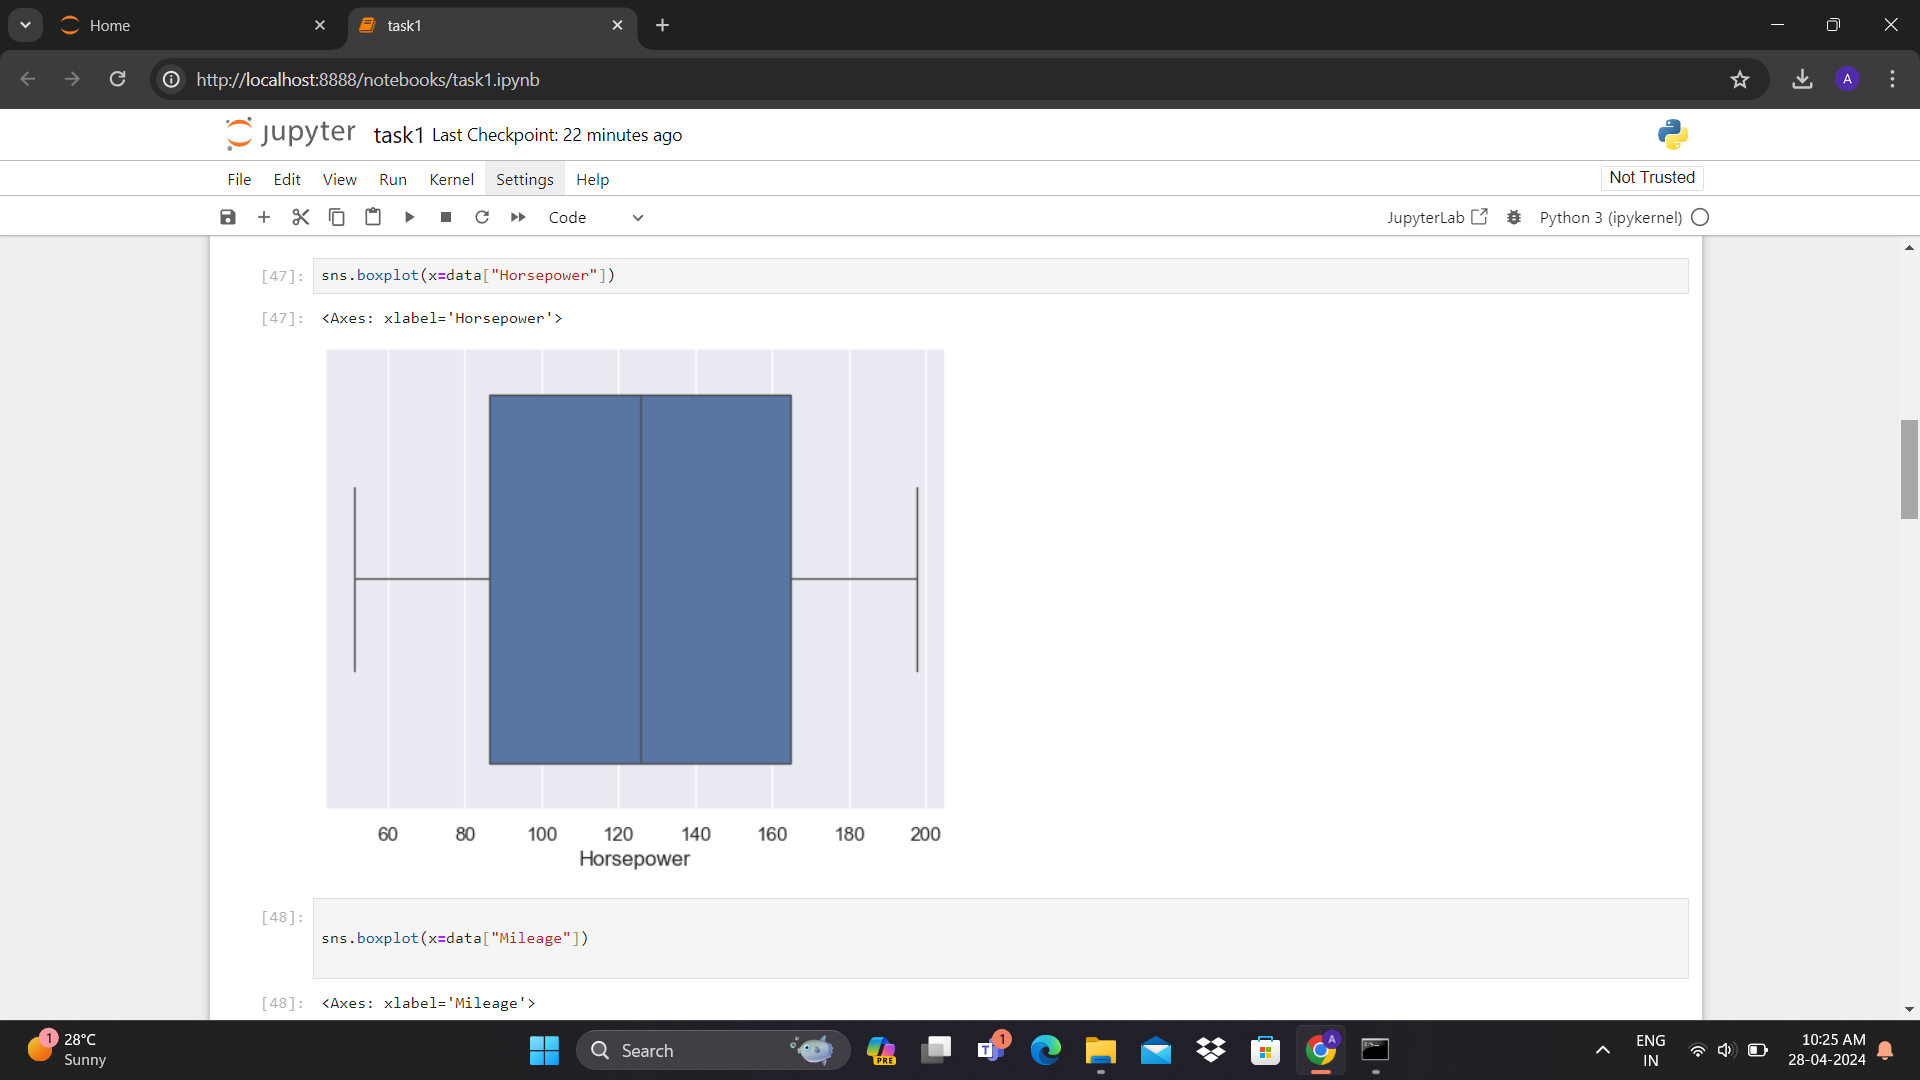 Home
task1
http://localhost:8888/notebooks/task1.ipynb
A
jupyter task1 Last Checkpoint: 22 minutes ago
File Edit View Run Kernel Settings Help
Not Trusted
Code
JupyterLab
Python 3 (ipykernel)
[47]: sns.boxplot(x=data["Horsepower"])
[47]: <Axes: xlabel='Horsepower'>
60 80 100 120 140 160 180 200
Horsepower
[48]:
sns.boxplot(x=data["Mileage"])
[48]: <Axes: xlabel='Mileage'>
1
28°C
Sunny
Search
PRE
T
1
A
ENG
IN
10:25 AM
28-04-2024